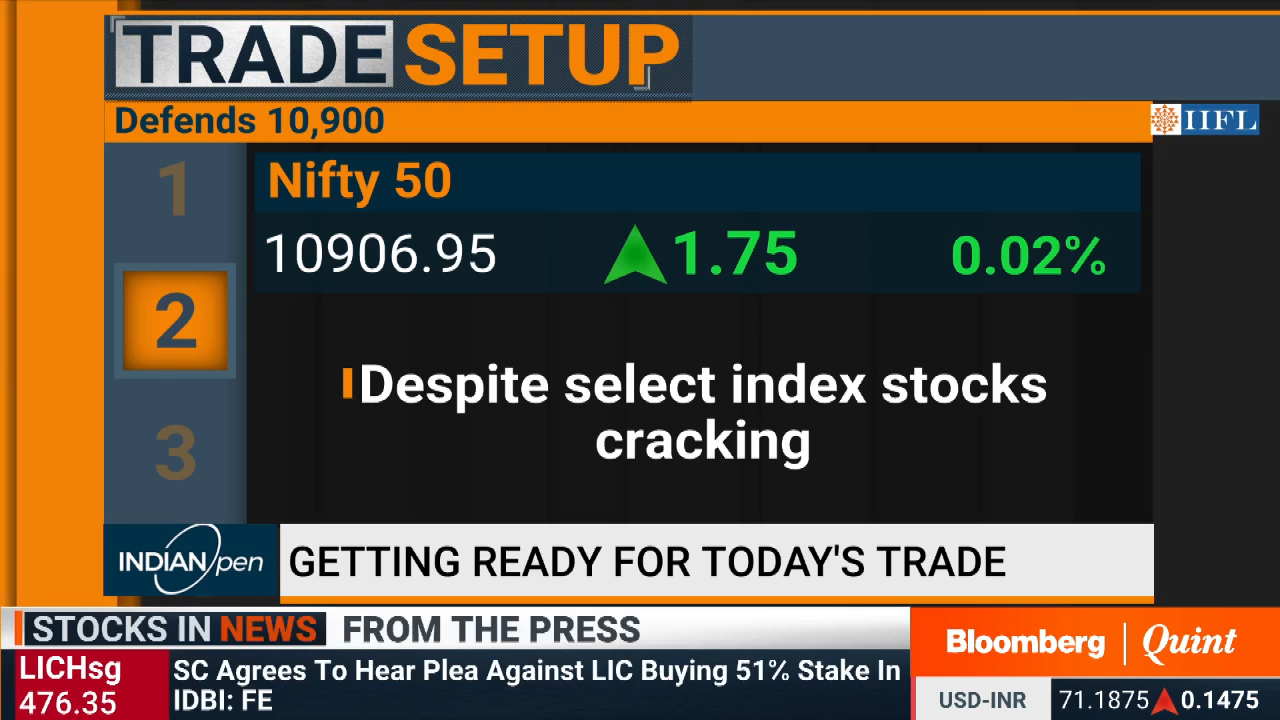 TRADE SETUP
Defends 10,900
IIFL
1
Nifty 50
10906.95 1.75 0.02%
2
Despite select index stocks
cracking
3
INDIAN Open
GETTING READY FOR TODAY'S TRADE
STOCKS IN NEWS FROM THE PRESS
LICHsg
476.35
SC Agrees To Hear Plea Against LIC Buying 51% Stake In
IDBI: FE
Bloomberg | Quint
USD-INR 71.1875 0.1475